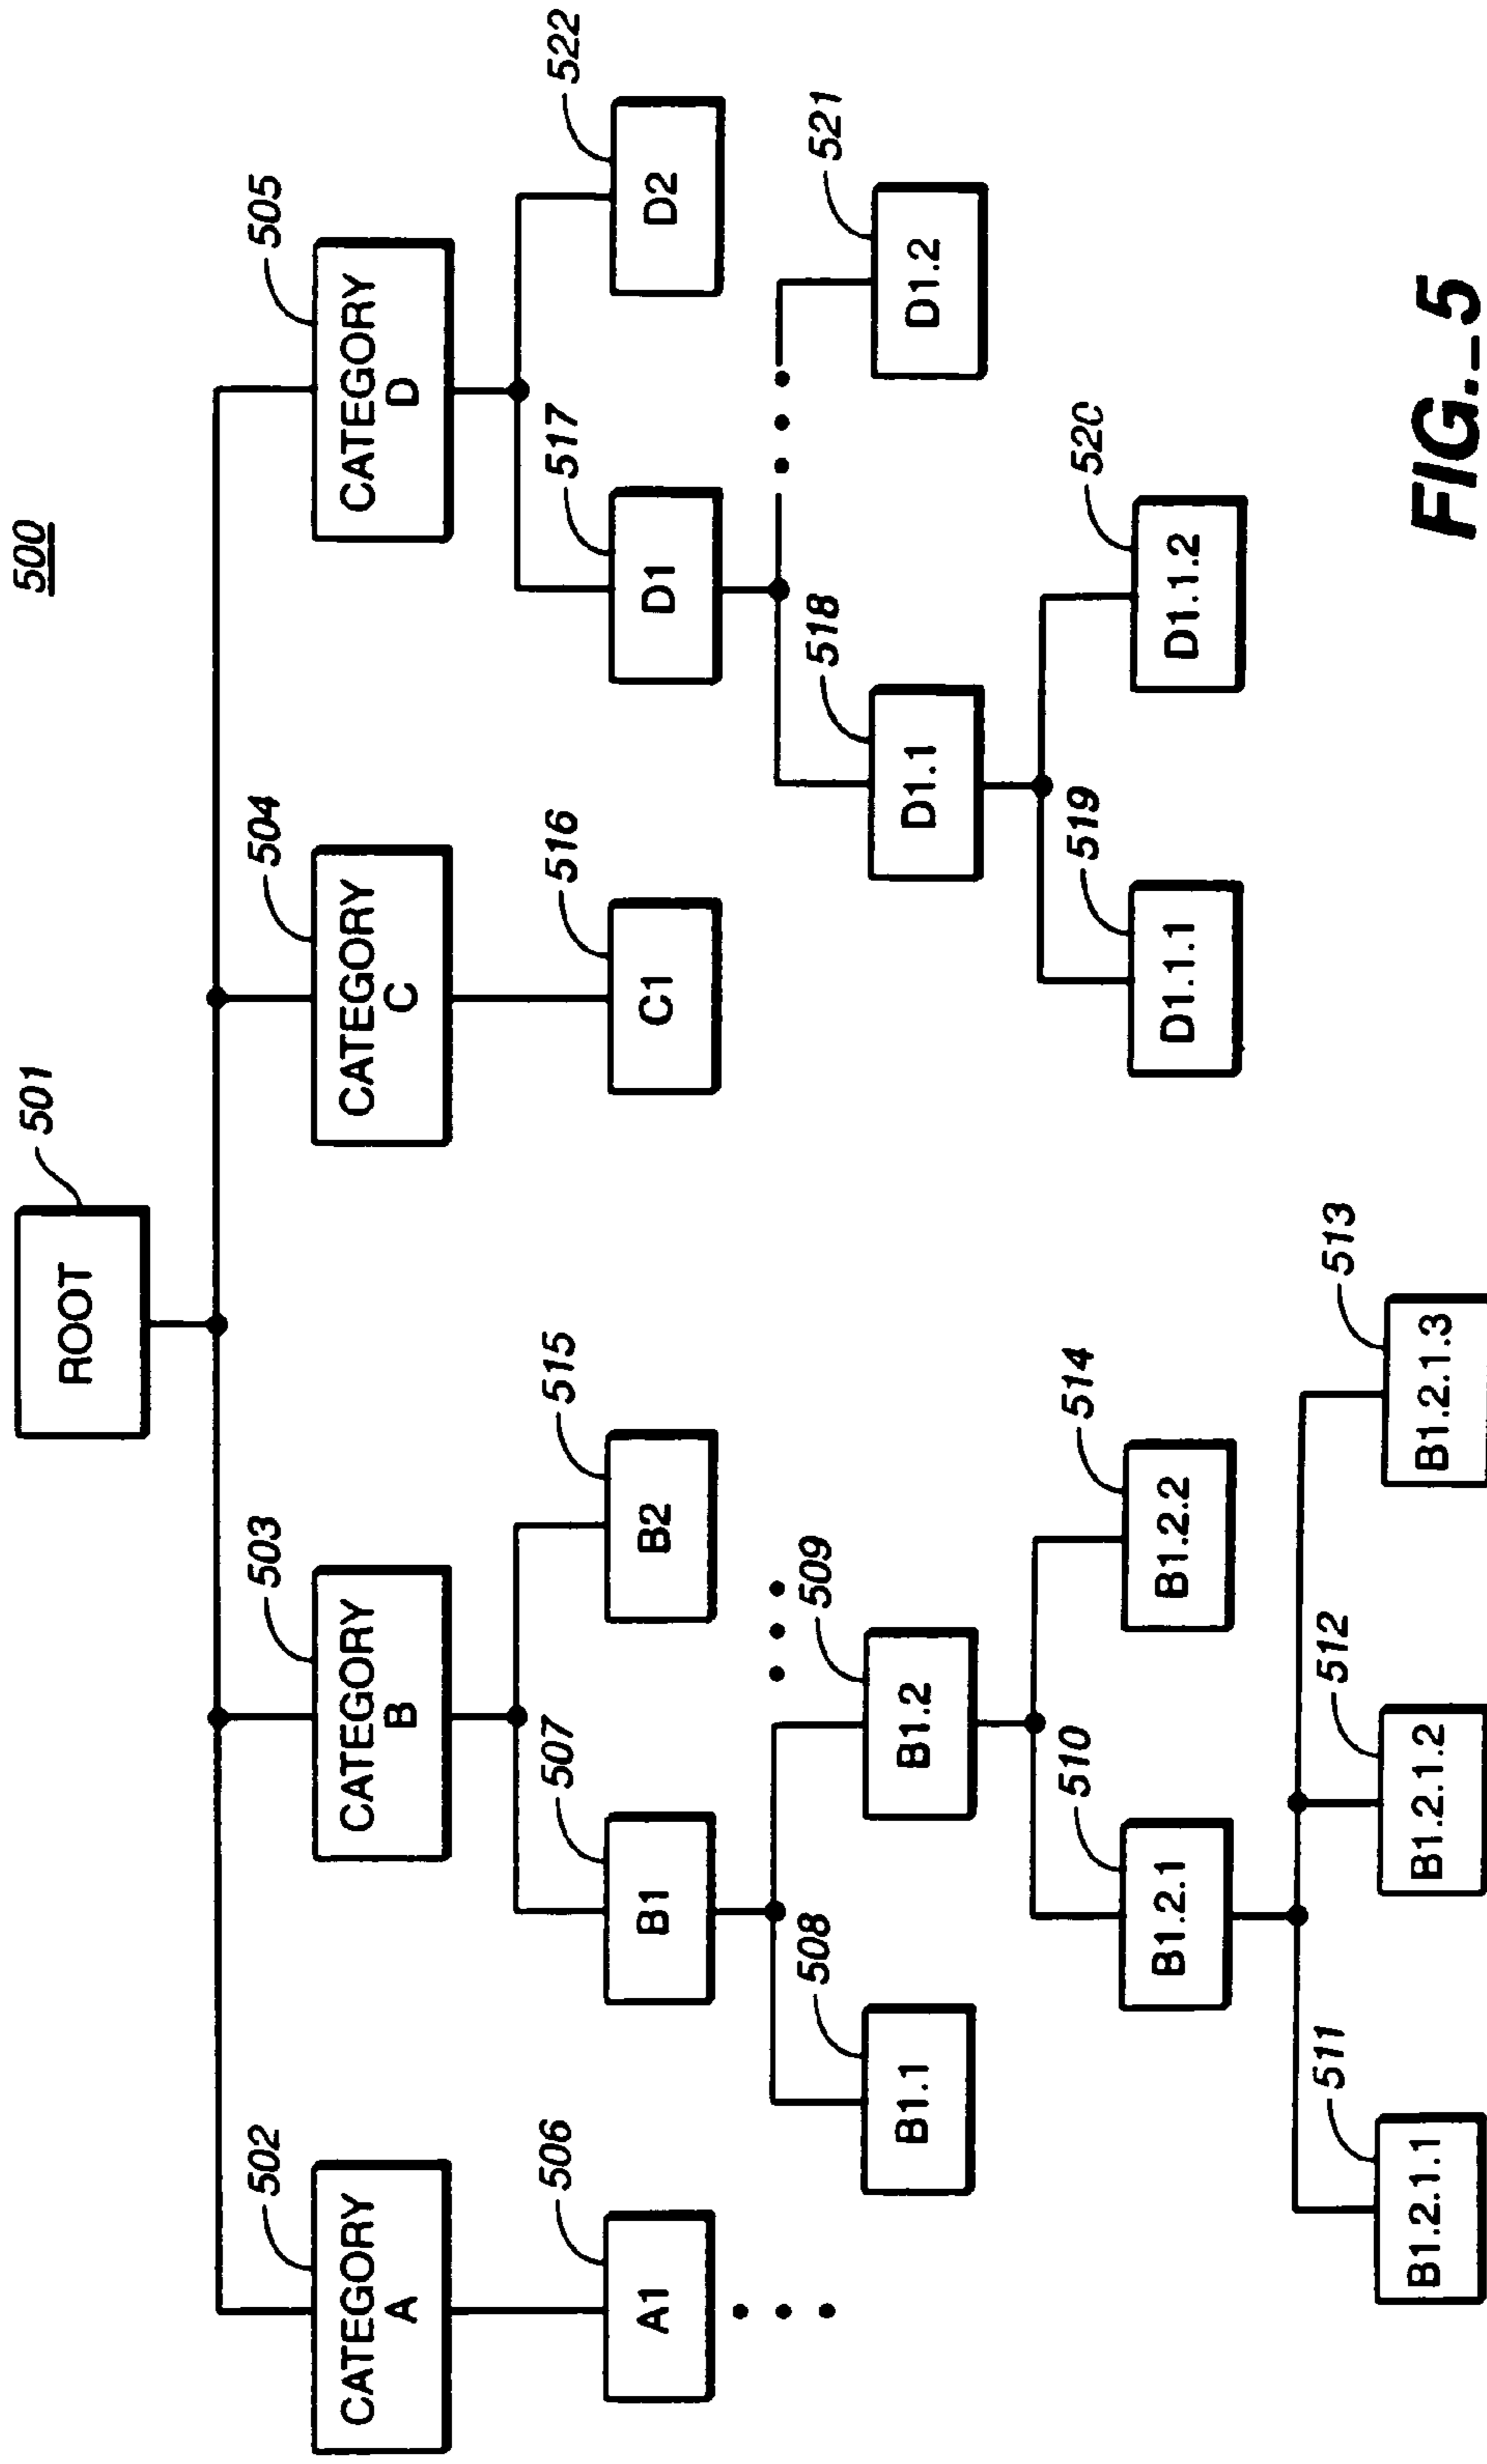 500
ROOT
501
CATEGORY
A
502
CATEGORY
B
503
CATEGORY
C
504
CATEGORY
D
505
A1
506
B1
507
B2
515
C1
516
D1
517
D2
522
B1.1
508
B1.2
509
D1.1
518
D1.2
521
B1.2.1
510
B1.2.2
514
D1.1.1
519
D1.1.2
520
B1.2.1.1
511
B1.2.1.2
512
B1.2.1.3
513
FIG._5